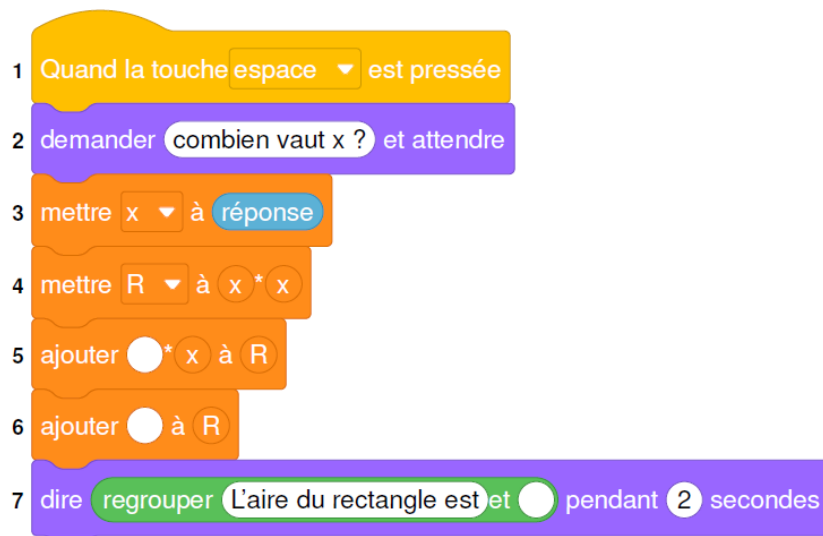 1 Quand la touche espace est pressée
2 demander combien vaut x ? et attendre
3 mettre x à réponse
4 mettre R à x * x
5 ajouter * x à R
6 ajouter à R
7 dire regrouper L'aire du rectangle est et pendant 2 secondes